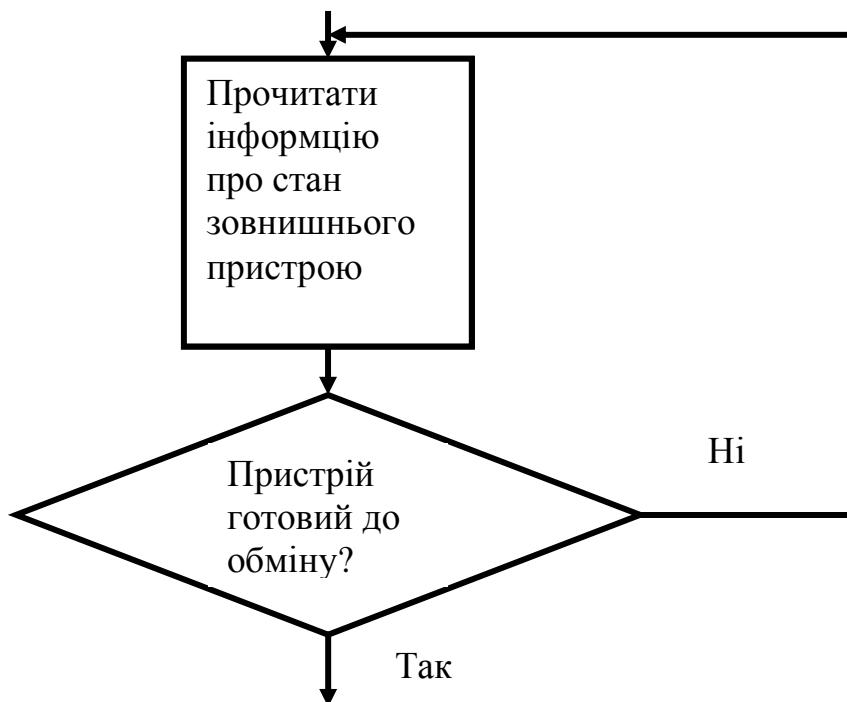 Прочитати
інформцію
про стан
зовнишнього
пристрою
Пристрій
готовий до
обміну?
Ні
Так